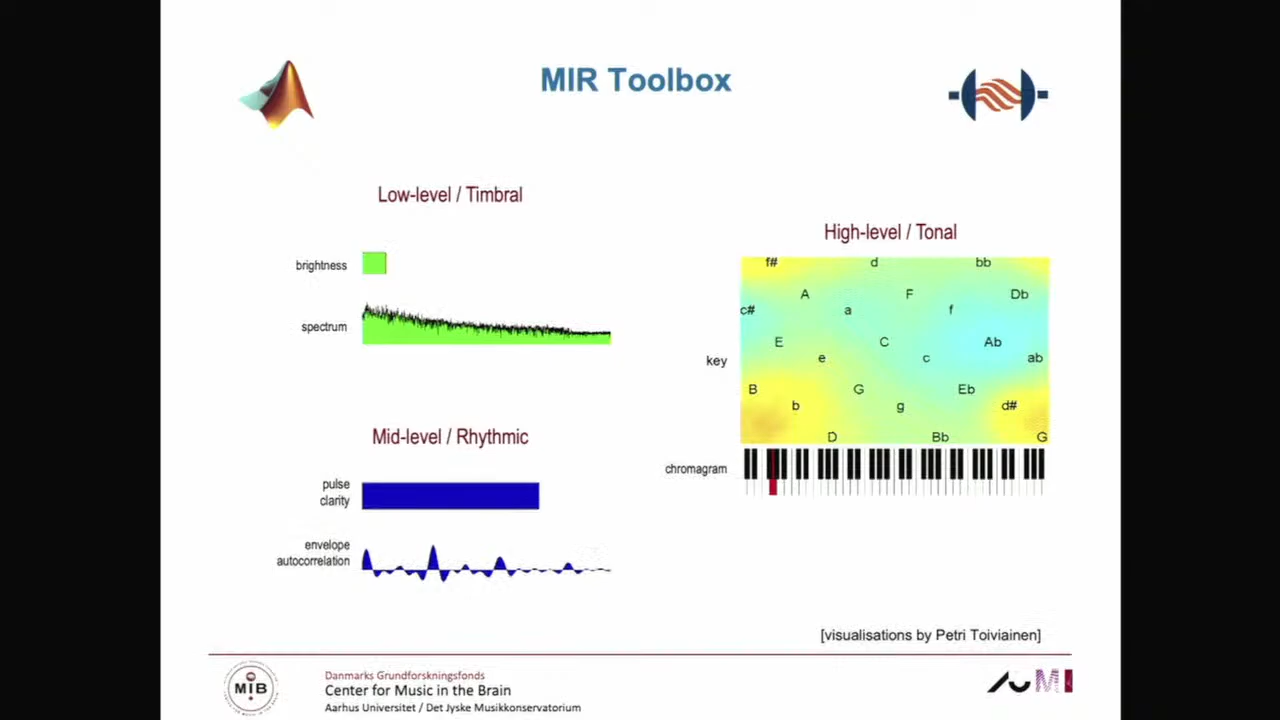 MIR Toolbox
Low-level / Timbral
brightness
spectrum
Mid-level / Rhythmic
pulse
clarity
envelope
autocorrelation
High-level / Tonal
f# d bb
A F Db
c# a f
E C Ab
e c ab
B G Eb
b g d#
D Bb G
key
chromagram
[visualisations by Petri Toiviainen]
MIB
Danmarks Grundforskningsfonds
Center for Music in the Brain
Aarhus Universitet / Det Jyske Musikkonservatorium